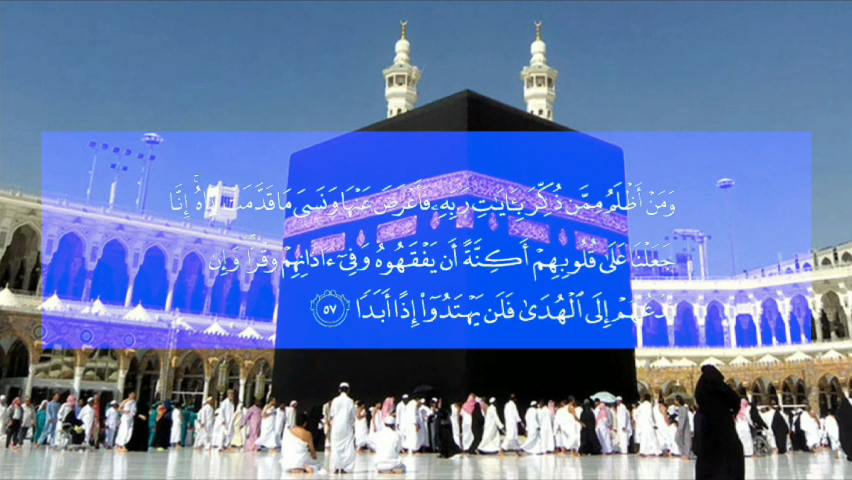 وَمَنْ أَظْلَمُ مِمَّن ذُكِّرَ بِـَٔايَٰتِ رَبِّهِۦ فَأَعْرَضَ عَنْهَا وَنَسِىَ مَا قَدَّمَتْ يَدَاهُ ۚ إِنَّا
جَعَلْنَا عَلَىٰ قُلُوبِهِمْ أَكِنَّةً أَن يَفْقَهُوهُ وَفِىٓ ءَاذَانِهِمْ وَقْرًا ۖ وَإِن
تَدْعُهُمْ إِلَى ٱلْهُدَىٰ فَلَن يَهْتَدُوٓا۟ إِذًا أَبَدًا ٥٧